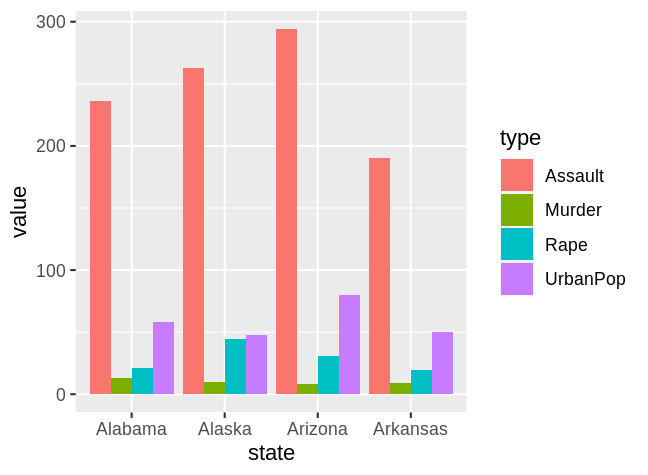 300
200
100
0
value
Alabama Alaska Arizona Arkansas
state
type
Assault
Murder
Rape
UrbanPop